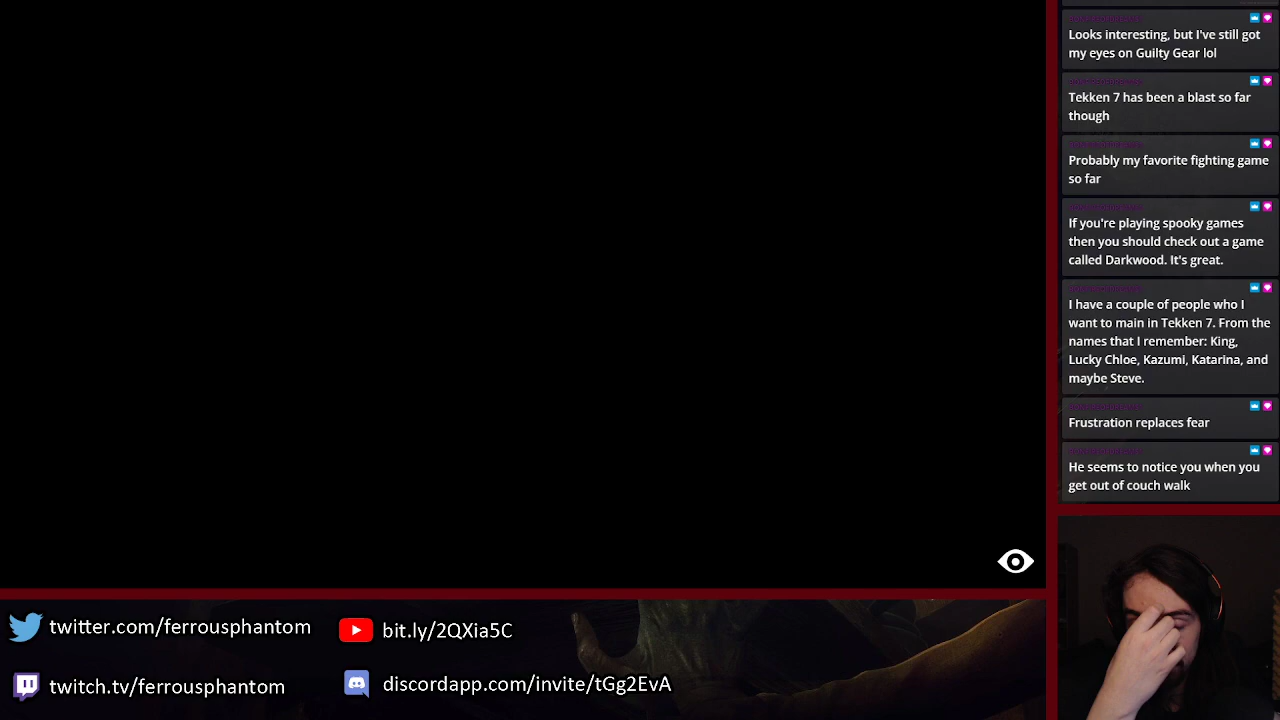 Looks interesting, but I've still got
my eyes on Guilty Gear lol
Tekken 7 has been a blast so far
though
Probably my favorite fighting game
so far
If you're playing spooky games
then you should check out a game
called Darkwood. It's great.
I have a couple of people who I
want to main in Tekken 7. From the
names that I remember: King,
Lucky Chloe, Kazumi, Katarina, and
maybe Steve.
Frustration replaces fear
He seems to notice you when you
get out of couch walk
twitter.com/ferrousphantom
bit.ly/2QXia5C
twitch.tv/ferrousphantom
discordapp.com/invite/tGg2EvA